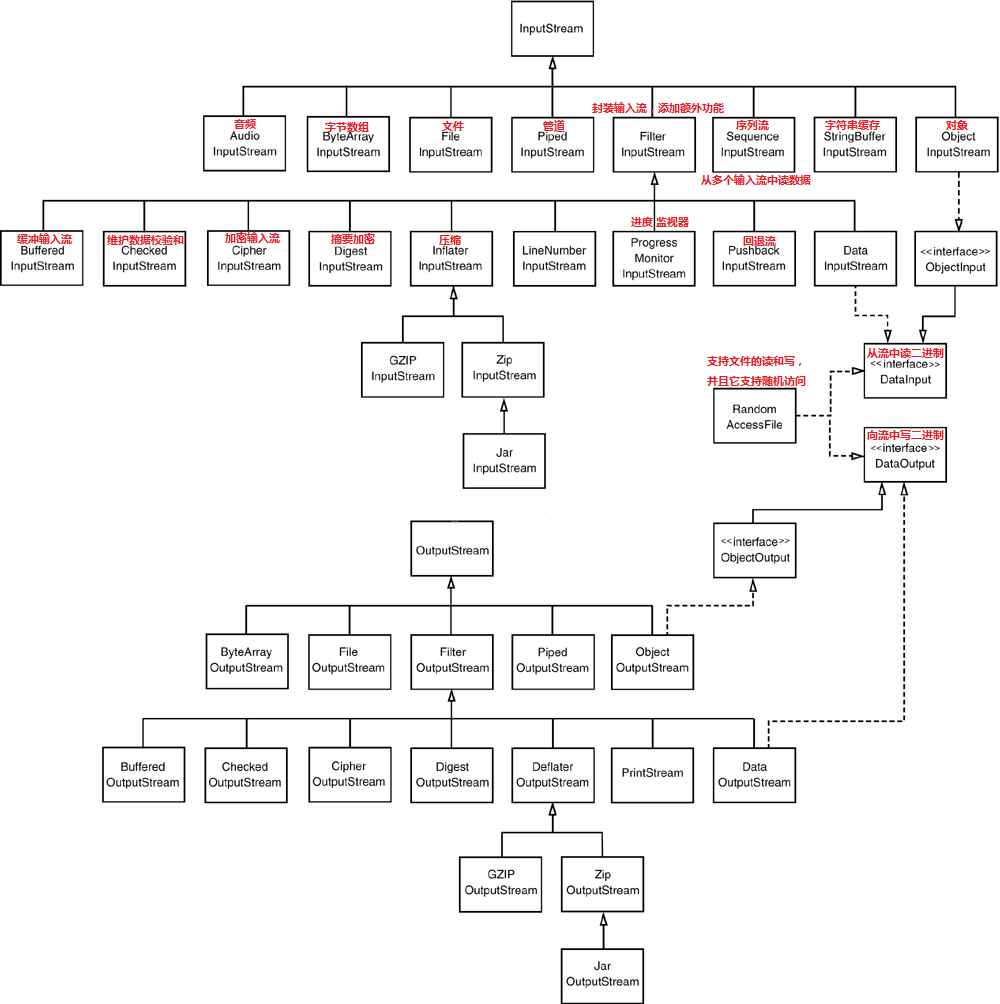 InputStream
封装输入流，添加额外功能
音频
Audio
InputStream
字节数组
ByteArray
InputStream
文件
File
InputStream
管道
Piped
InputStream
Filter
InputStream
序列流
Sequence
InputStream
字符串缓存
StringBuffer
InputStream
对象
Object
InputStream
从多个输入流中读数据
缓冲输入流
Buffered
InputStream
维护数据校验和
Checked
InputStream
加密输入流
Cipher
InputStream
摘要加密
Digest
InputStream
压缩
Inflater
InputStream
LineNumber
InputStream
进度 监视器
Progress
Monitor
InputStream
回退流
Pushback
InputStream
Data
InputStream
<<interface>>
ObjectInput
GZIP
InputStream
Zip
InputStream
支持文件的读和写，
并且它支持随机访问
Random
AccessFile
从流中读二进制
<<interface>>
DataInput
Jar
InputStream
向流中写二进制
<<interface>>
DataOutput
OutputStream
<<interface>>
ObjectOutput
ByteArray
OutputStream
File
OutputStream
Filter
OutputStream
Piped
OutputStream
Object
OutputStream
Buffered
OutputStream
Checked
OutputStream
Cipher
OutputStream
Digest
OutputStream
Deflater
OutputStream
PrintStream
Data
OutputStream
GZIP
OutputStream
Zip
OutputStream
Jar
OutputStream